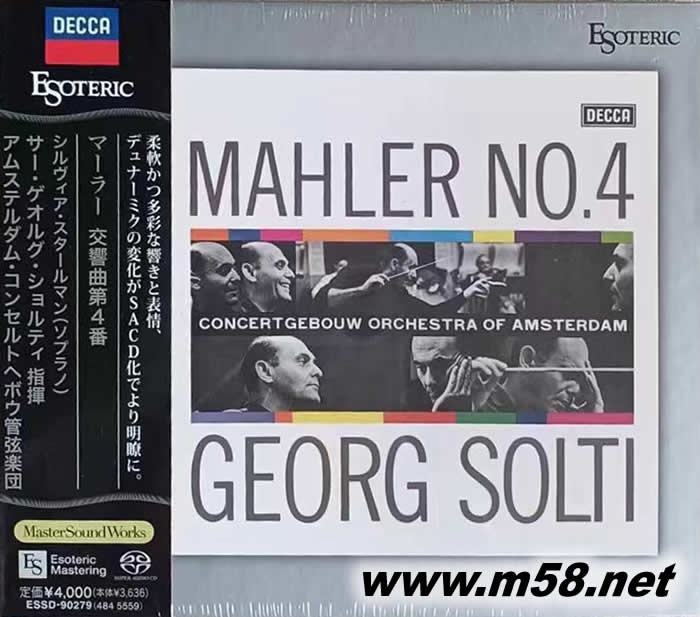 DECCA
ESOTERIC
柔軟かつ多彩な響きと表情、
デュナーミクの変化がSACD化でより明瞭に。
マーラー 交響曲第4番
シルヴィア・スタールマン(ソプラノ)
サー・ゲオルグ・ショルティ 指揮
アムステルダム・コンセルトヘボウ管弦楽団
MasterSoundWorks
ES Esoteric
Mastering
SUPER AUDIO CD
定価¥4,000(本体¥3,636)
ESSD-90279 (484 5559)
ESOTERIC
DECCA
MAHLER NO.4
CONCERTGEBOUW ORCHESTRA OF AMSTERDAM
GEORG SOLTI
www.m58.net